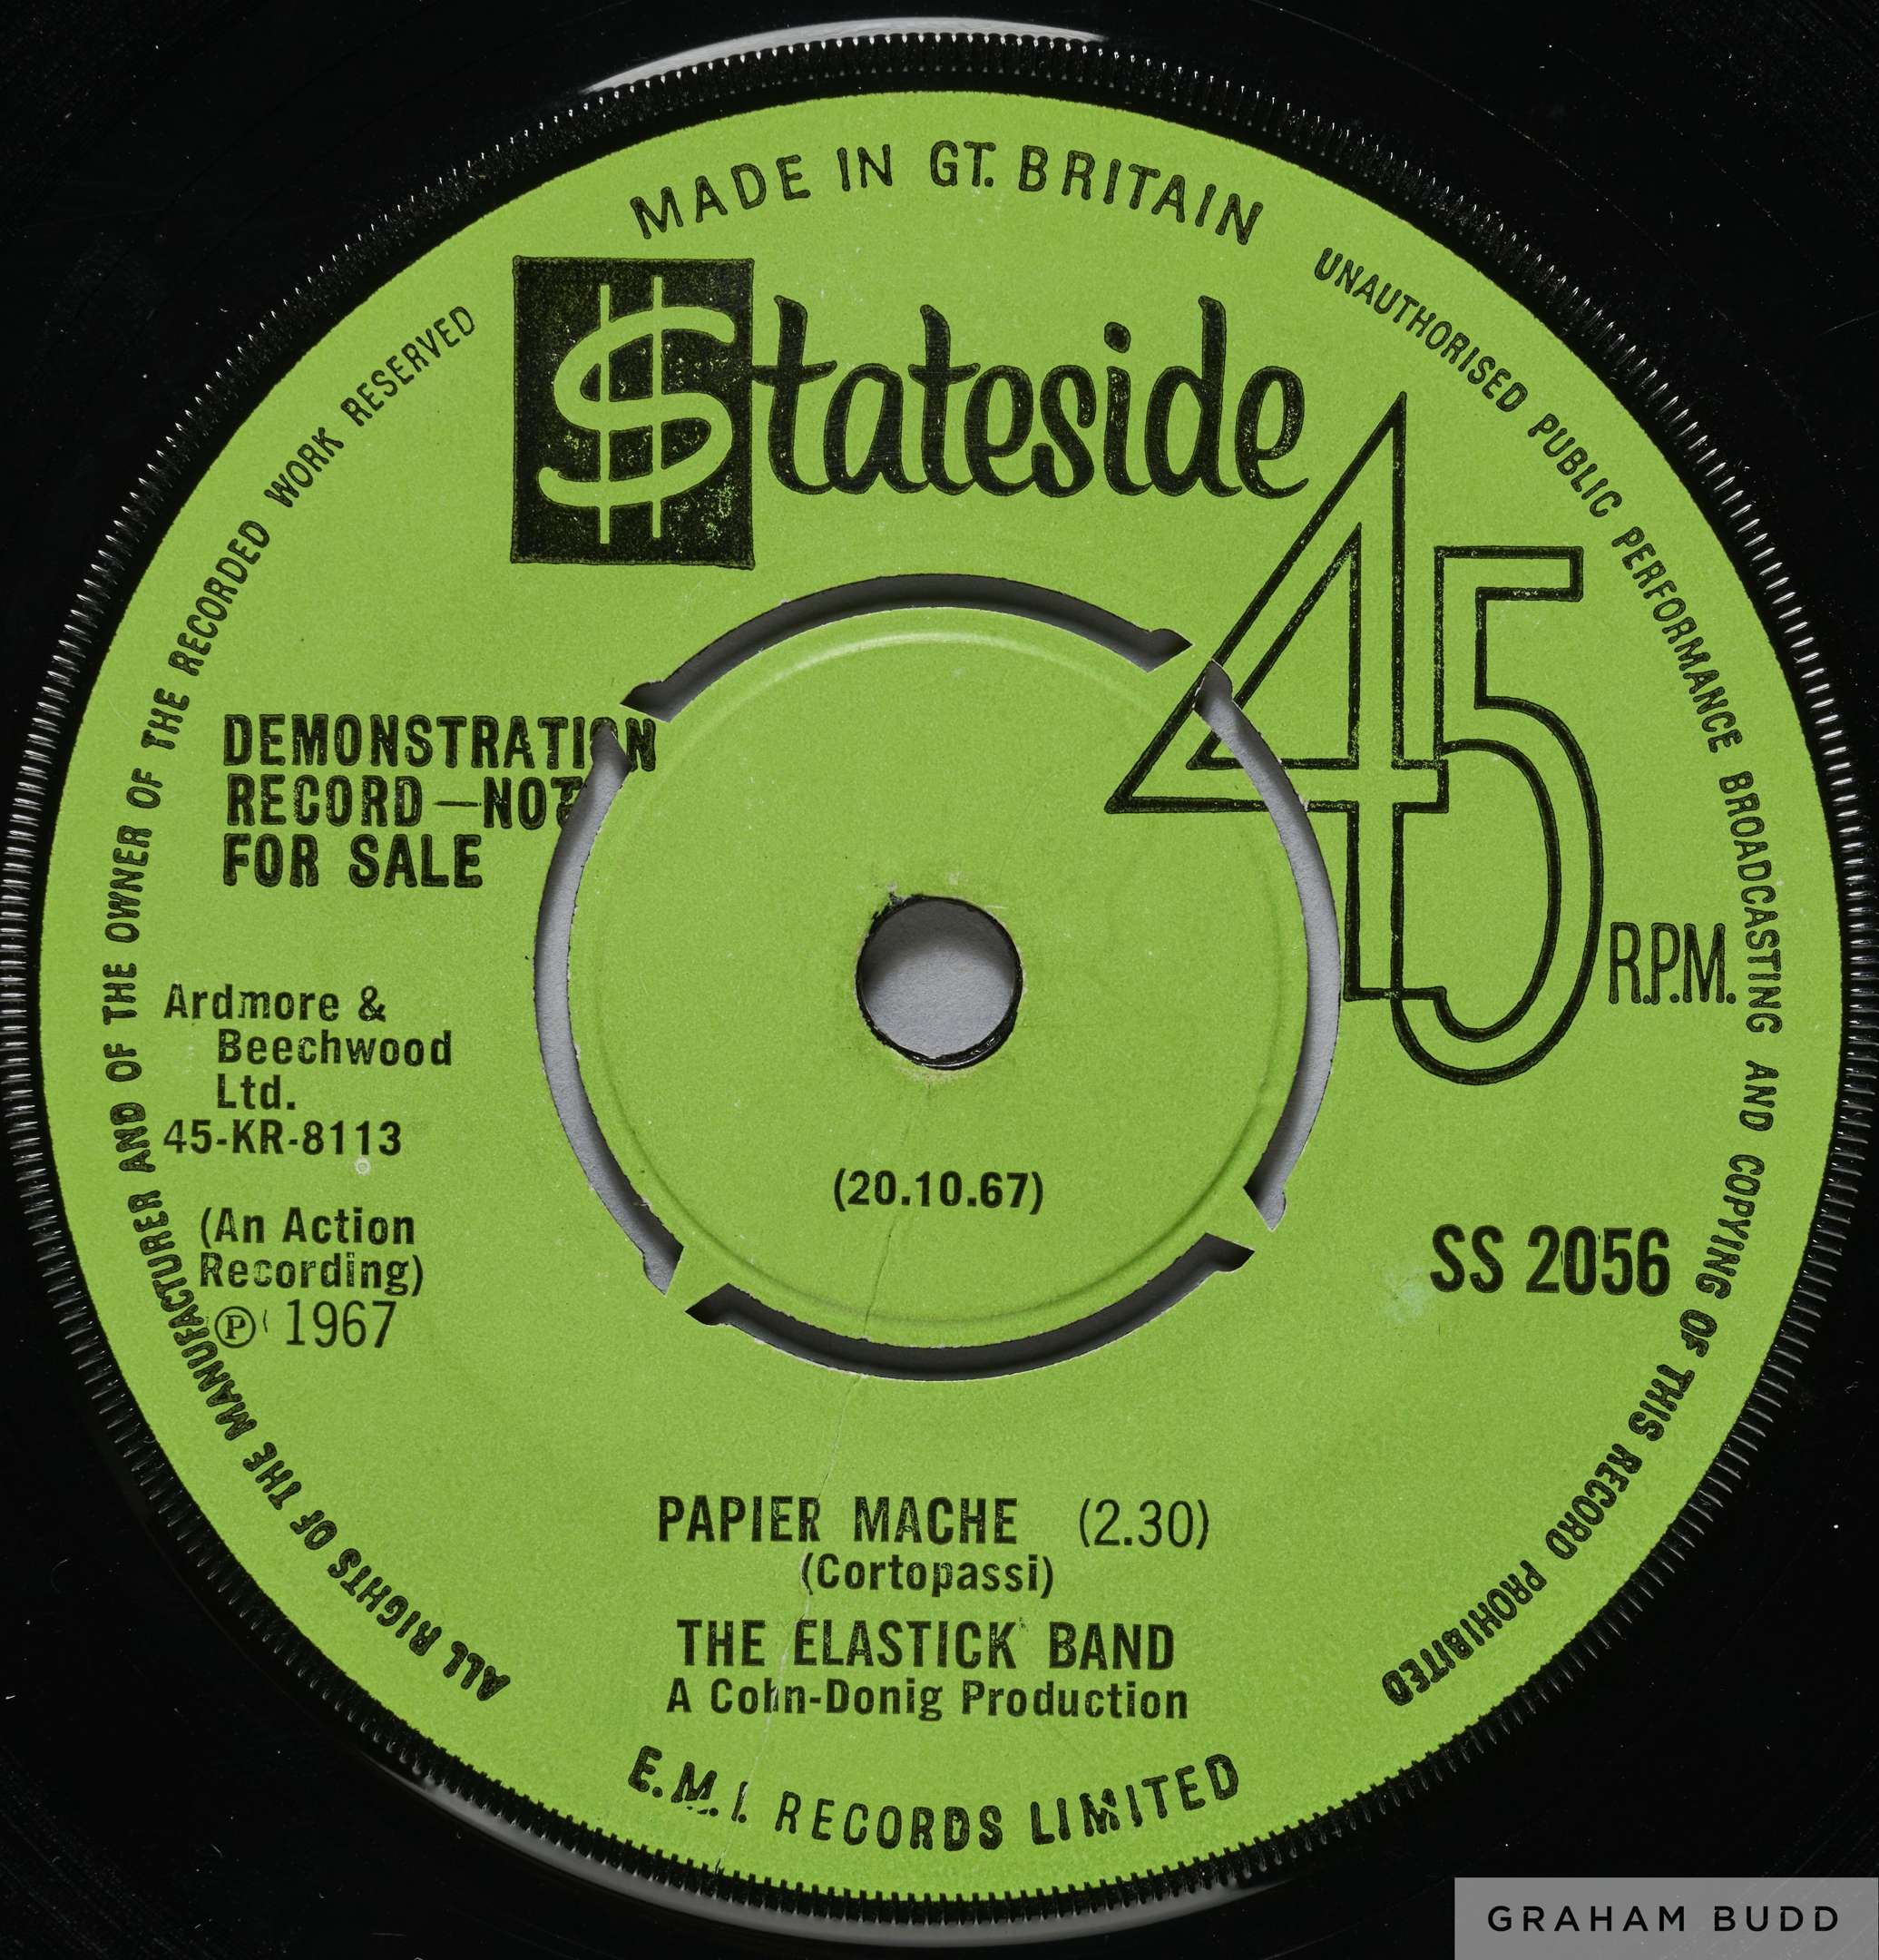 MADE IN GT. BRITAIN
$tateside
45
R.P.M.
DEMONSTRATION
RECORD—NOT
FOR SALE
Ardmore &
Beechwood
Ltd.
45-KR-8113
(An Action
Recording)
℗ 1967
(20.10.67)
SS 2056
PAPIER MACHE (2.30)
(Cortopassi)
THE ELASTICK BAND
A Cohn-Donig Production
E.M.I. RECORDS LIMITED
ALL RIGHTS OF THE MANUFACTURER AND OF THE OWNER OF THE RECORDED WORK RESERVED
UNAUTHORISED PUBLIC PERFORMANCE BROADCASTING AND COPYING OF THIS RECORD PROHIBITED
GRAHAM BUDD